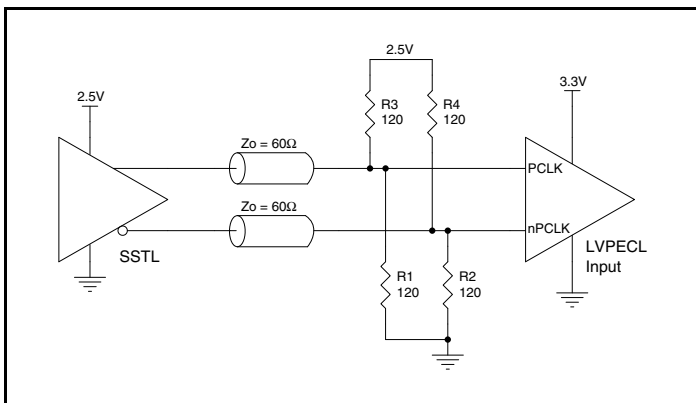 2.5V
3.3V
2.5V
R3
120
R4
120
Zo = 60Ω
PCLK
Zo = 60Ω
nPCLK
SSTL
LVPECL
Input
R1
120
R2
120